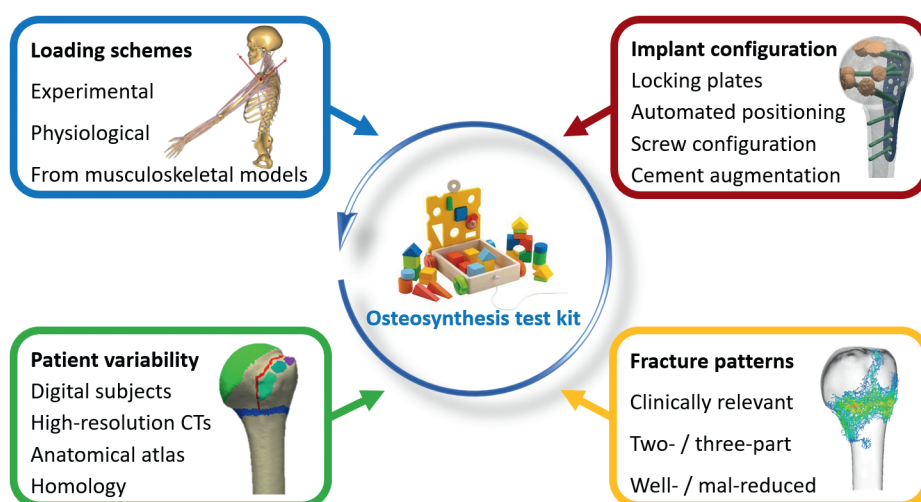 Loading schemes
Experimental
Physiological
From musculoskeletal models
Implant configuration
Locking plates
Automated positioning
Screw configuration
Cement augmentation
Osteosynthesis test kit
Patient variability
Digital subjects
High-resolution CTs
Anatomical atlas
Homology
Fracture patterns
Clinically relevant
Two- / three-part
Well- / mal-reduced